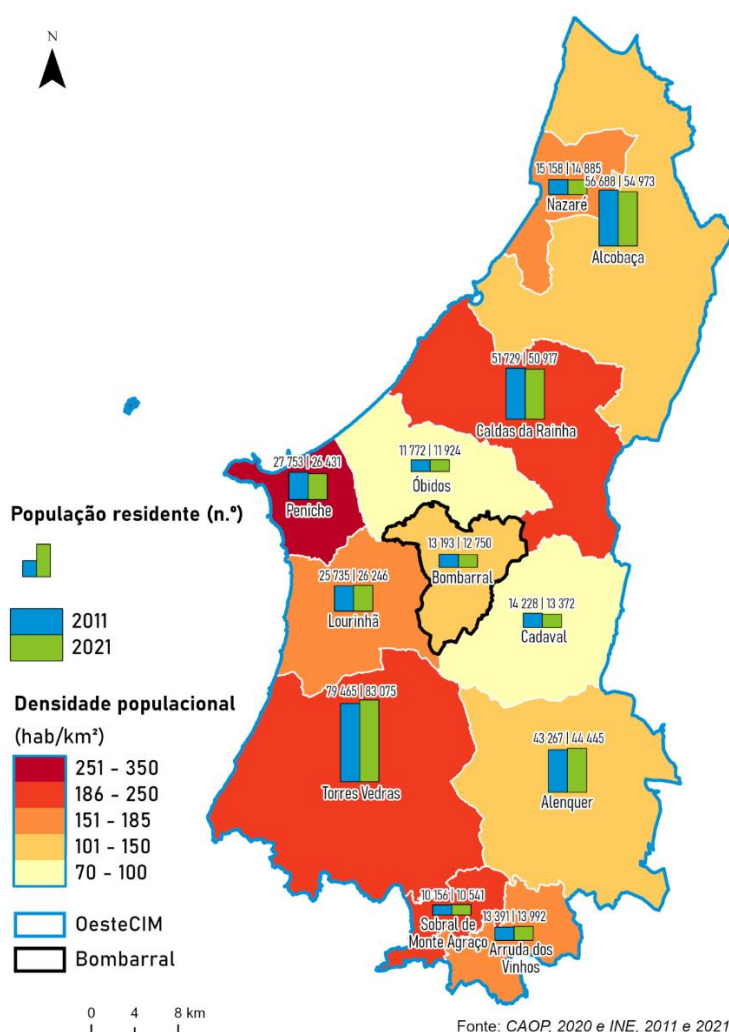 N
15 158 | 14 885
Nazaré
56 688 | 54 973
Alcobaça
51 729 | 50 917
Caldas da Rainha
11 772 | 11 924
Óbidos
27 753 | 26 431
Peniche
13 193 | 12 750
Bombarral
25 735 | 26 246
Lourinhã
14 228 | 13 372
Cadaval
79 465 | 83 075
Torres Vedras
43 267 | 44 445
Alenquer
10 156 | 10 541
Sobral de
Monte Agraço
13 391 | 13 992
Arruda dos
Vinhos
População residente (n.º)
2011
2021
Densidade populacional
(hab/km²)
251 - 350
186 - 250
151 - 185
101 - 150
70 - 100
OesteCIM
Bombarral
0 4 8 km
Fonte: CAOP, 2020 e INE, 2011 e 2021